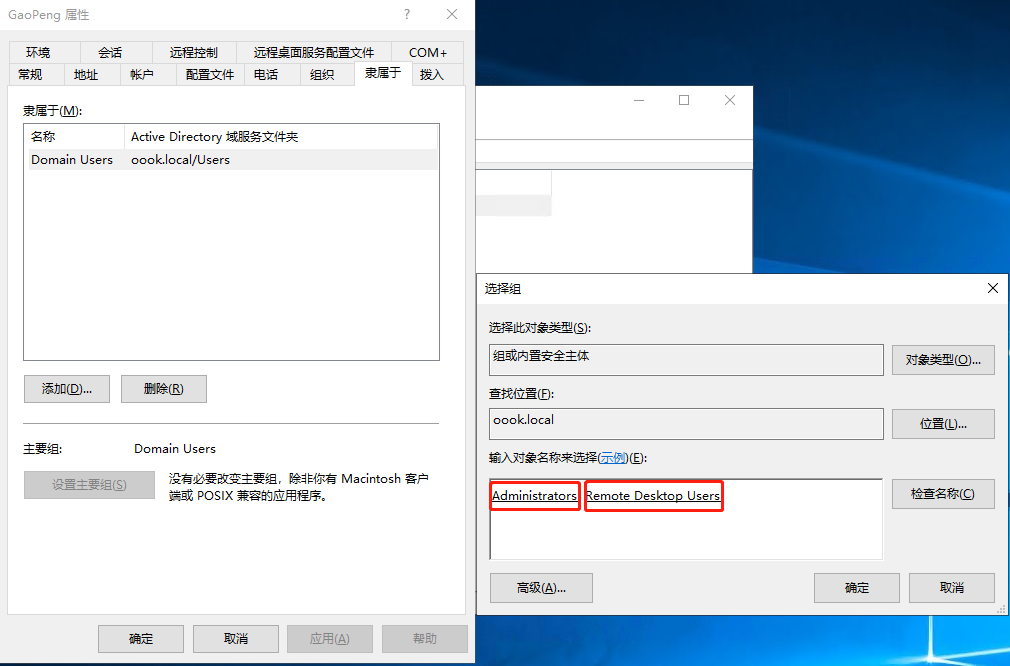 GaoPeng 属性
环境 会话 远程控制 远程桌面服务配置文件 COM+
常规 地址 帐户 配置文件 电话 组织 隶属于 拨入
隶属于(M):
名称 Active Directory 域服务文件夹
Domain Users oook.local/Users
添加(D)... 删除(R)
主要组: Domain Users
设置主要组(S)
没有必要改变主要组，除非你有 Macintosh 客户
端或 POSIX 兼容的应用程序。
确定 取消 应用(A) 帮助
选择组
选择此对象类型(S):
组或内置安全主体 对象类型(O)...
查找位置(F):
oook.local 位置(L)...
输入对象名称来选择(示例)(E):
Administrators Remote Desktop Users 检查名称(C)
高级(A)... 确定 取消